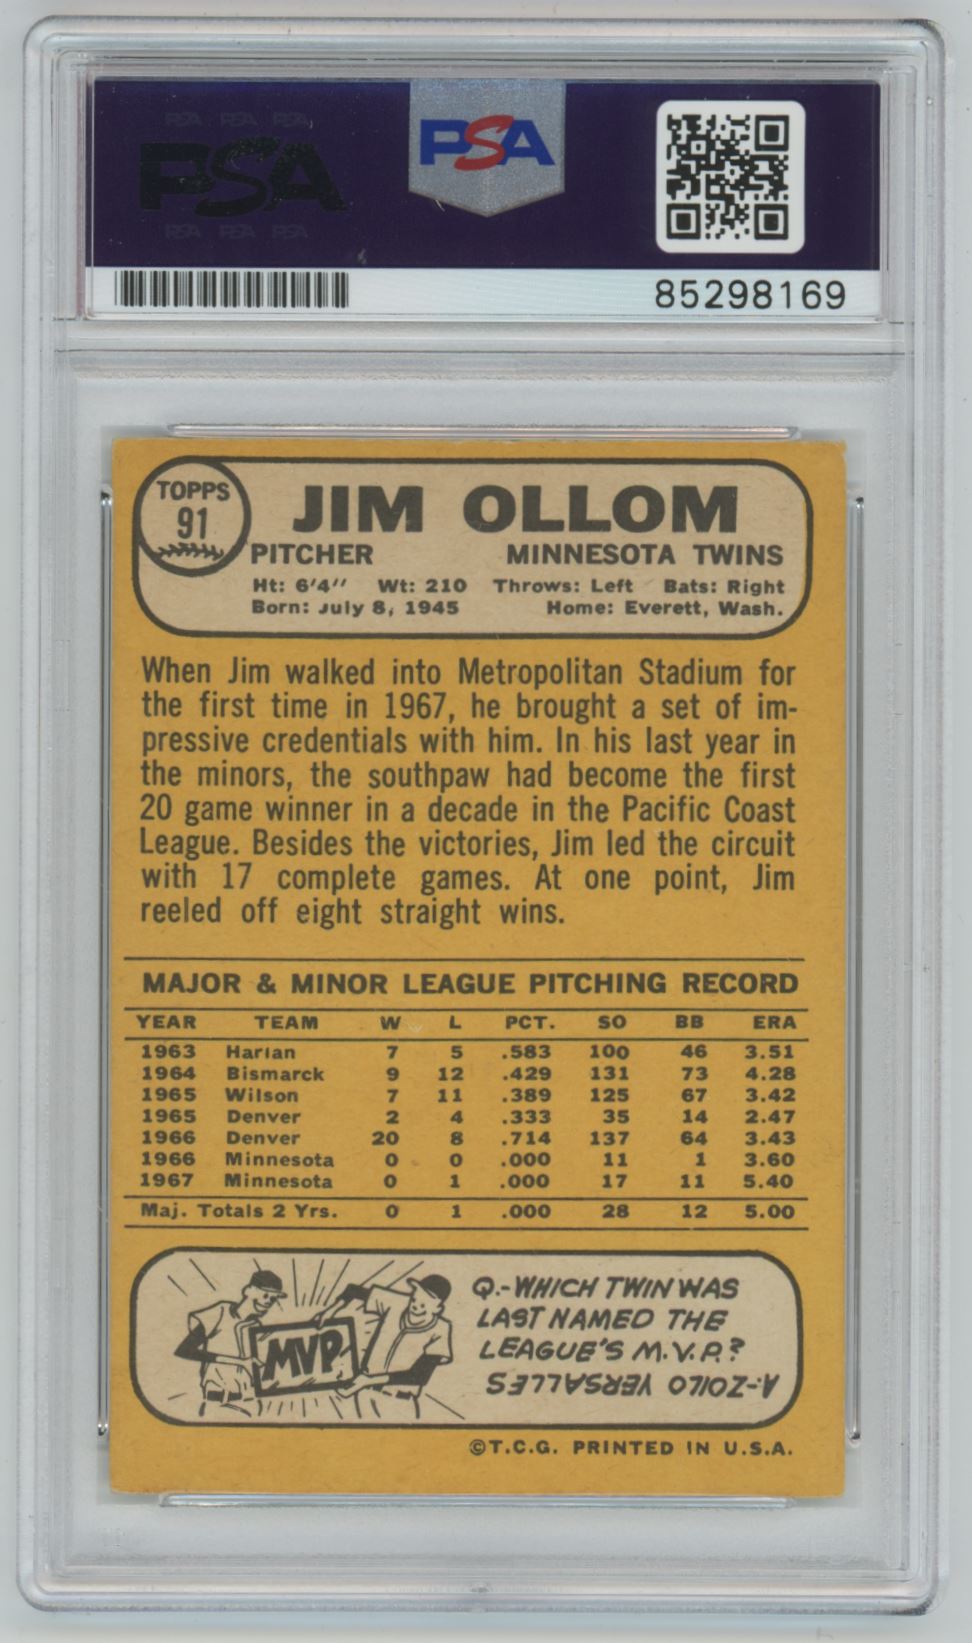 PSA PSA PSA
PSA
PSA PSA PSA
PSA
85298169
TOPPS
91
JIM OLLOM
PITCHER MINNESOTA TWINS
Ht: 6'4'' Wt: 210 Throws: Left Bats: Right
Born: July 8, 1945 Home: Everett, Wash.
When Jim walked into Metropolitan Stadium for
the first time in 1967, he brought a set of im-
pressive credentials with him. In his last year in
the minors, the southpaw had become the first
20 game winner in a decade in the Pacific Coast
League. Besides the victories, Jim led the circuit
with 17 complete games. At one point, Jim
reeled off eight straight wins.
MAJOR & MINOR LEAGUE PITCHING RECORD
YEAR TEAM W L PCT. SO BB ERA
1963 Harlan 7 5 .583 100 46 3.51
1964 Bismarck 9 12 .429 131 73 4.28
1965 Wilson 7 11 .389 125 67 3.42
1965 Denver 2 4 .333 35 14 2.47
1966 Denver 20 8 .714 137 64 3.43
1966 Minnesota 0 0 .000 11 1 3.60
1967 Minnesota 0 1 .000 17 11 5.40
Maj. Totals 2 Yrs. 0 1 .000 28 12 5.00
MVP
Q.-WHICH TWIN WAS
LAST NAMED THE
LEAGUE'S M.V.P.?
A:-ZOILO VERSALLES
©T.C.G. PRINTED IN U.S.A.